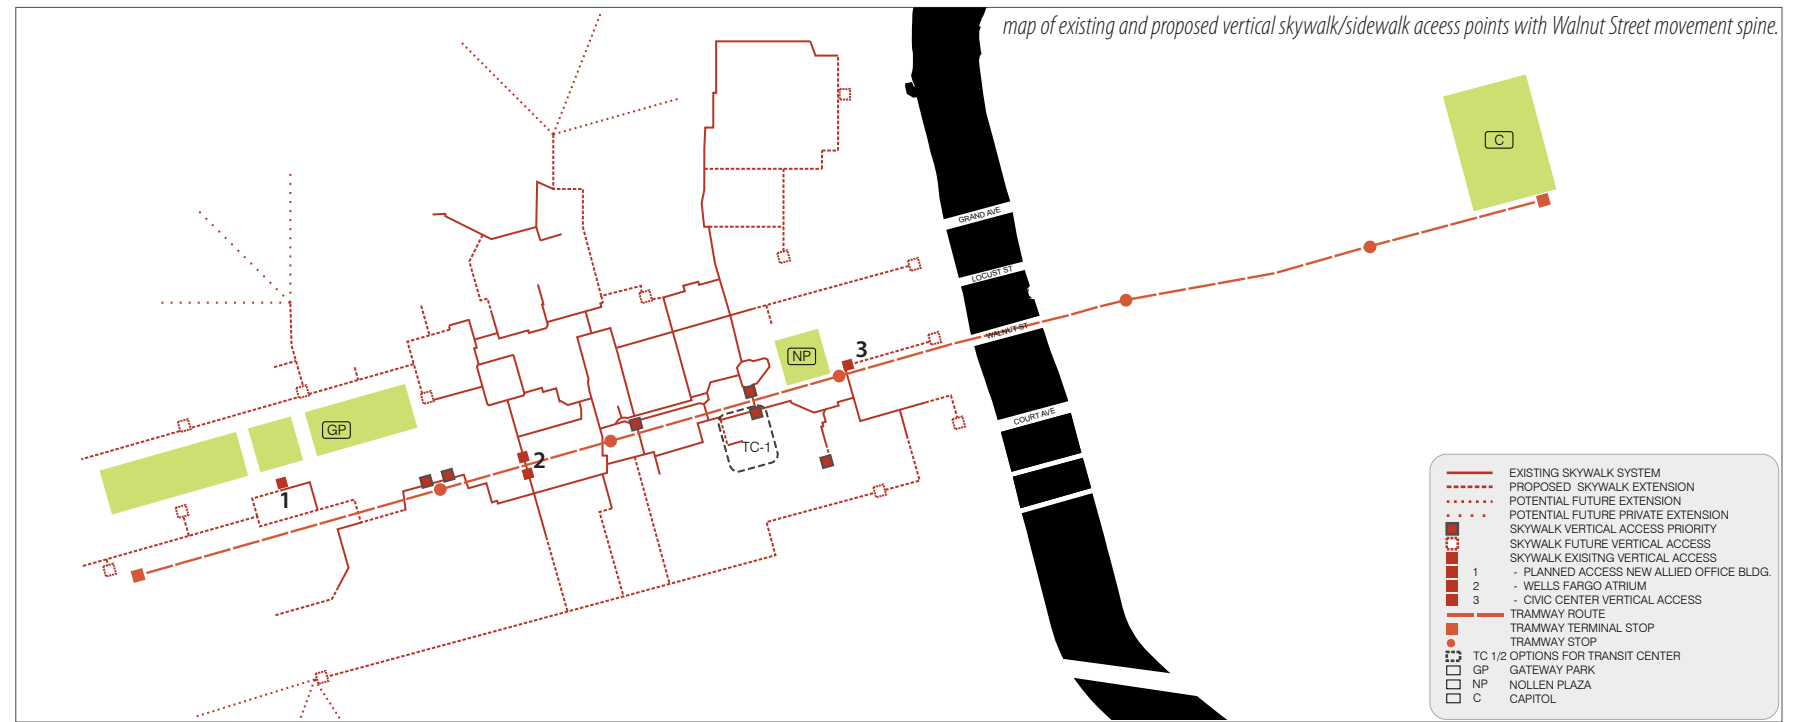 map of existing and proposed vertical skywalk/sidewalk aceess points with Walnut Street movement spine.
C
GRAND AVE
LOCUST ST
WALNUT ST
NP
3
COURT AVE
GP
TC-1
2
1
EXISTING SKYWALK SYSTEM
PROPOSED SKYWALK EXTENSION
POTENTIAL FUTURE EXTENSION
POTENTIAL FUTURE PRIVATE EXTENSION
SKYWALK VERTICAL ACCESS PRIORITY
SKYWALK FUTURE VERTICAL ACCESS
SKYWALK EXISITNG VERTICAL ACCESS
1 - PLANNED ACCESS NEW ALLIED OFFICE BLDG.
2 - WELLS FARGO ATRIUM
3 - CIVIC CENTER VERTICAL ACCESS
TRAMWAY ROUTE
TRAMWAY TERMINAL STOP
TRAMWAY STOP
TC 1/2 OPTIONS FOR TRANSIT CENTER
GP GATEWAY PARK
NP NOLLEN PLAZA
C CAPITOL